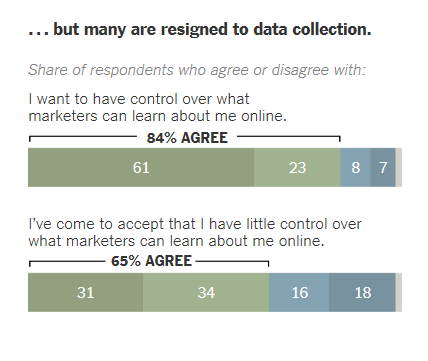 ... but many are resigned to data collection.
Share of respondents who agree or disagree with:
I want to have control over what
marketers can learn about me online.
84% AGREE
61 23 8 7
I've come to accept that I have little control over
what marketers can learn about me online.
65% AGREE
31 34 16 18